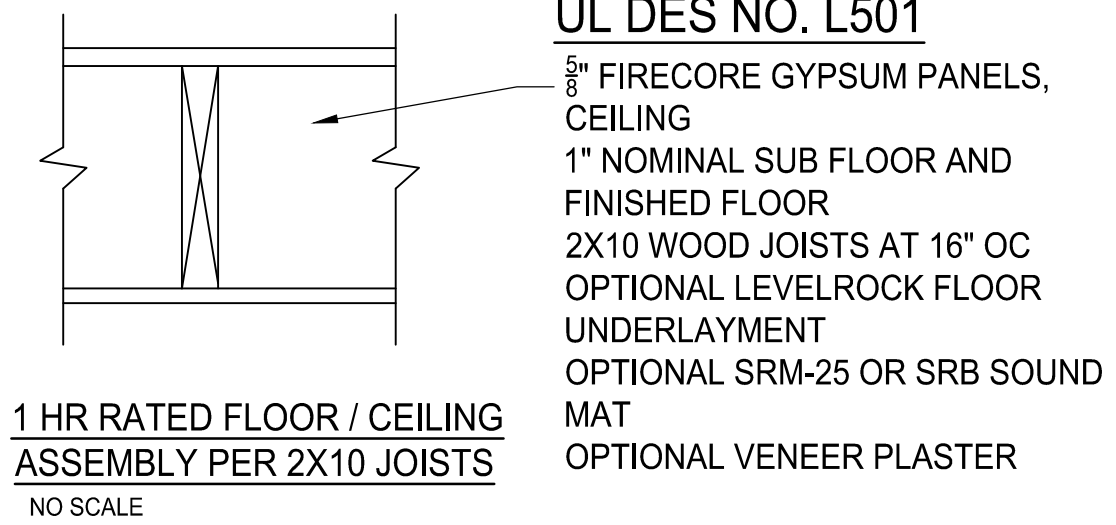 UL DES NO. L501
5/8" FIRECORE GYPSUM PANELS,
CEILING
1" NOMINAL SUB FLOOR AND
FINISHED FLOOR
2X10 WOOD JOISTS AT 16" OC
OPTIONAL LEVELROCK FLOOR
UNDERLAYMENT
OPTIONAL SRM-25 OR SRB SOUND
MAT
OPTIONAL VENEER PLASTER
1 HR RATED FLOOR / CEILING
ASSEMBLY PER 2X10 JOISTS
NO SCALE